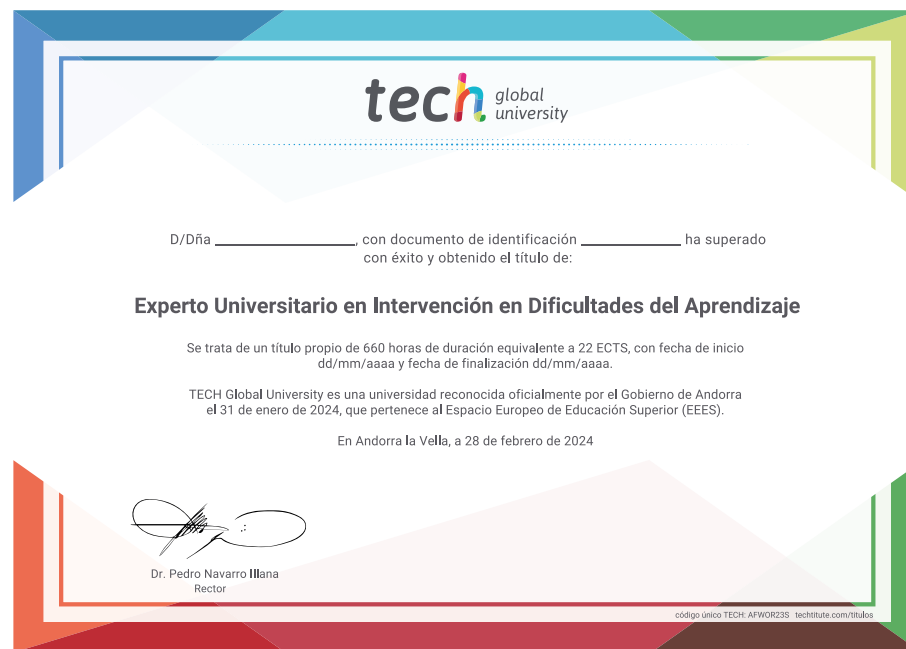 tech global university
D/Dña ____________, con documento de identificación ____________ ha superado
con éxito y obtenido el título de:
Experto Universitario en Intervención en Dificultades del Aprendizaje
Se trata de un título propio de 660 horas de duración equivalente a 22 ECTS, con fecha de inicio
dd/mm/aaaa y fecha de finalización dd/mm/aaaa.
TECH Global University es una universidad reconocida oficialmente por el Gobierno de Andorra
el 31 de enero de 2024, que pertenece al Espacio Europeo de Educación Superior (EEES).
En Andorra la Vella, a 28 de febrero de 2024
Dr. Pedro Navarro Illana
Rector
código único TECH: AFWOR23S techtitute.com/titulos